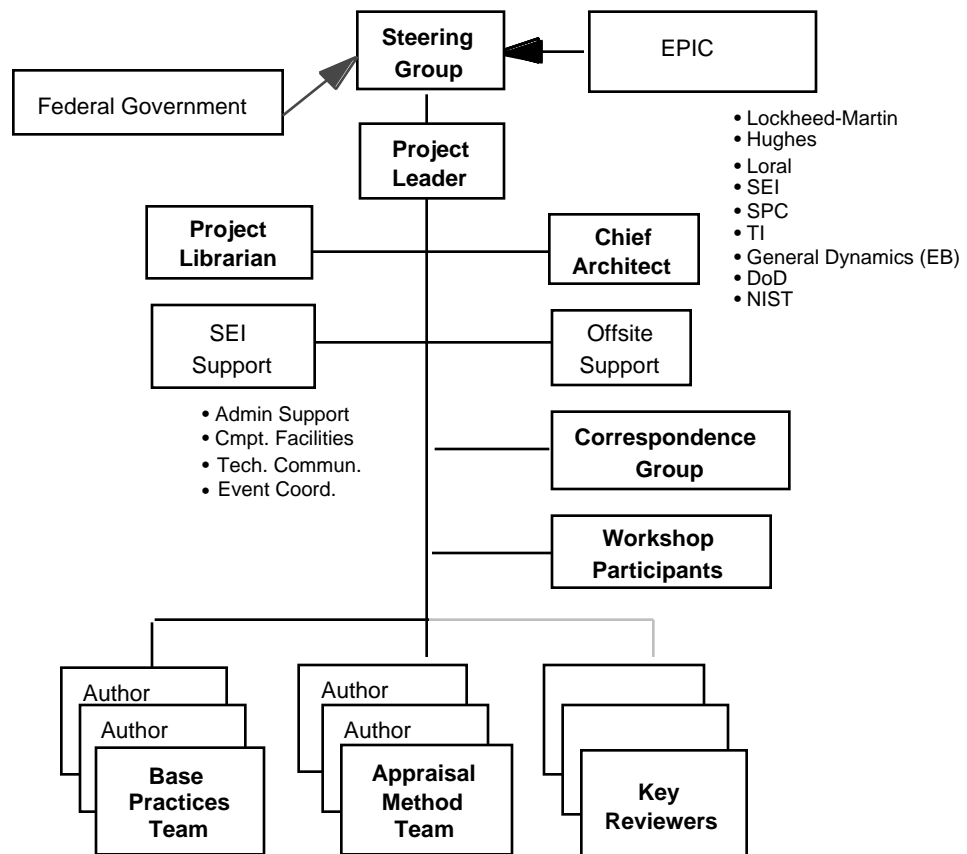 Steering
Group
EPIC
Federal Government
Project
Leader
• Lockheed-Martin
• Hughes
• Loral
• SEI
• SPC
• TI
• General Dynamics (EB)
• DoD
• NIST
Project
Librarian
Chief
Architect
SEI
Support
Offsite
Support
• Admin Support
• Cmpt. Facilities
• Tech. Commun.
• Event Coord.
Correspondence
Group
Workshop
Participants
Author
Author
Base
Practices
Team
Author
Author
Appraisal
Method
Team
Key
Reviewers